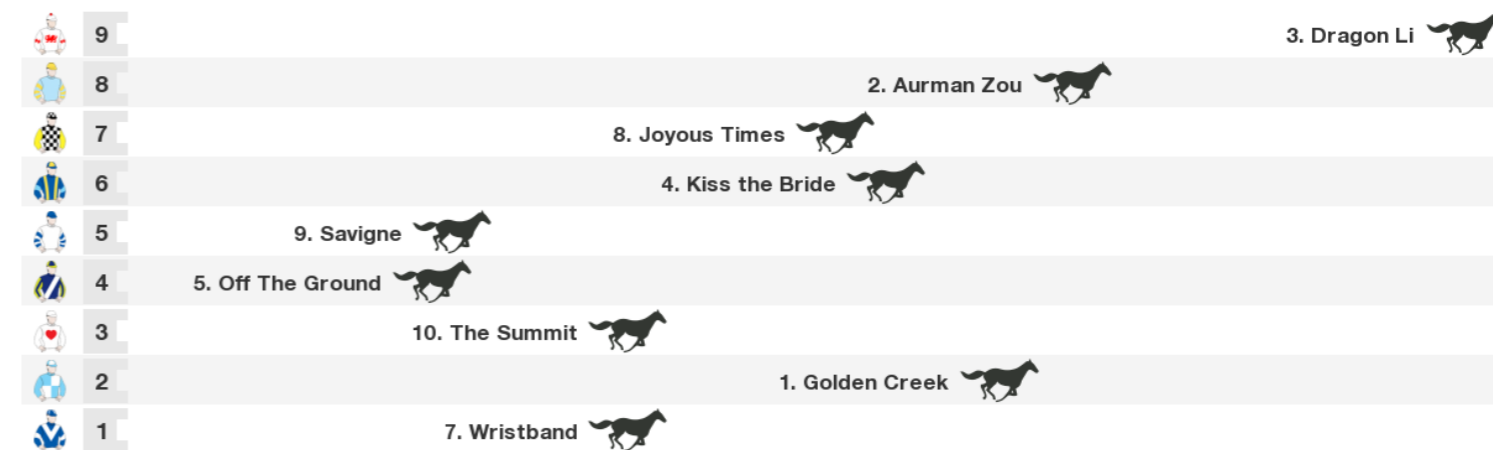 9 3. Dragon Li
8 2. Aurman Zou
7 8. Joyous Times
6 4. Kiss the Bride
5 9. Savigne
4 5. Off The Ground
3 10. The Summit
2 1. Golden Creek
1 7. Wristband